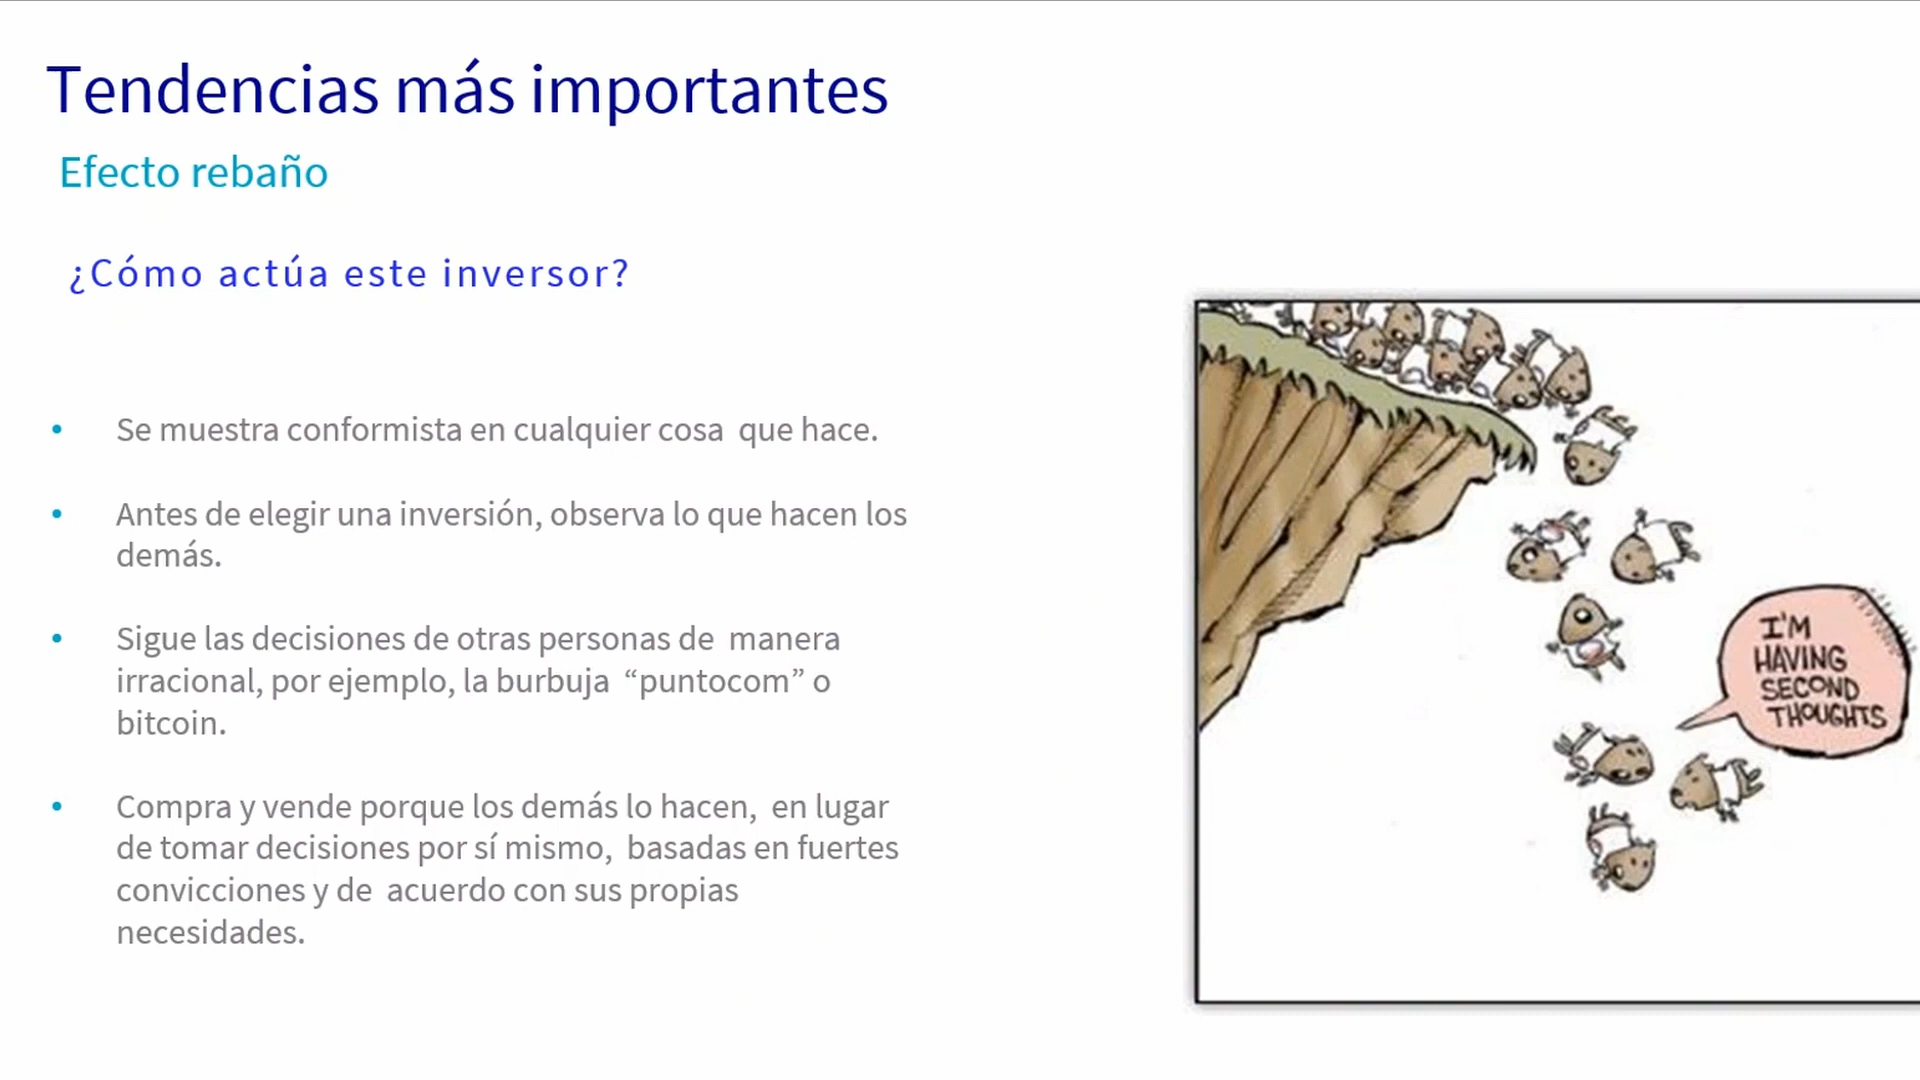 Tendencias más importantes
Efecto rebaño
¿Cómo actúa este inversor?
• Se muestra conformista en cualquier cosa que hace.
• Antes de elegir una inversión, observa lo que hacen los
demás.
• Sigue las decisiones de otras personas de manera
irracional, por ejemplo, la burbuja “puntocom” o
bitcoin.
• Compra y vende porque los demás lo hacen, en lugar
de tomar decisiones por sí mismo, basadas en fuertes
convicciones y de acuerdo con sus propias
necesidades.
I'M
HAVING
SECOND
THOUGHTS